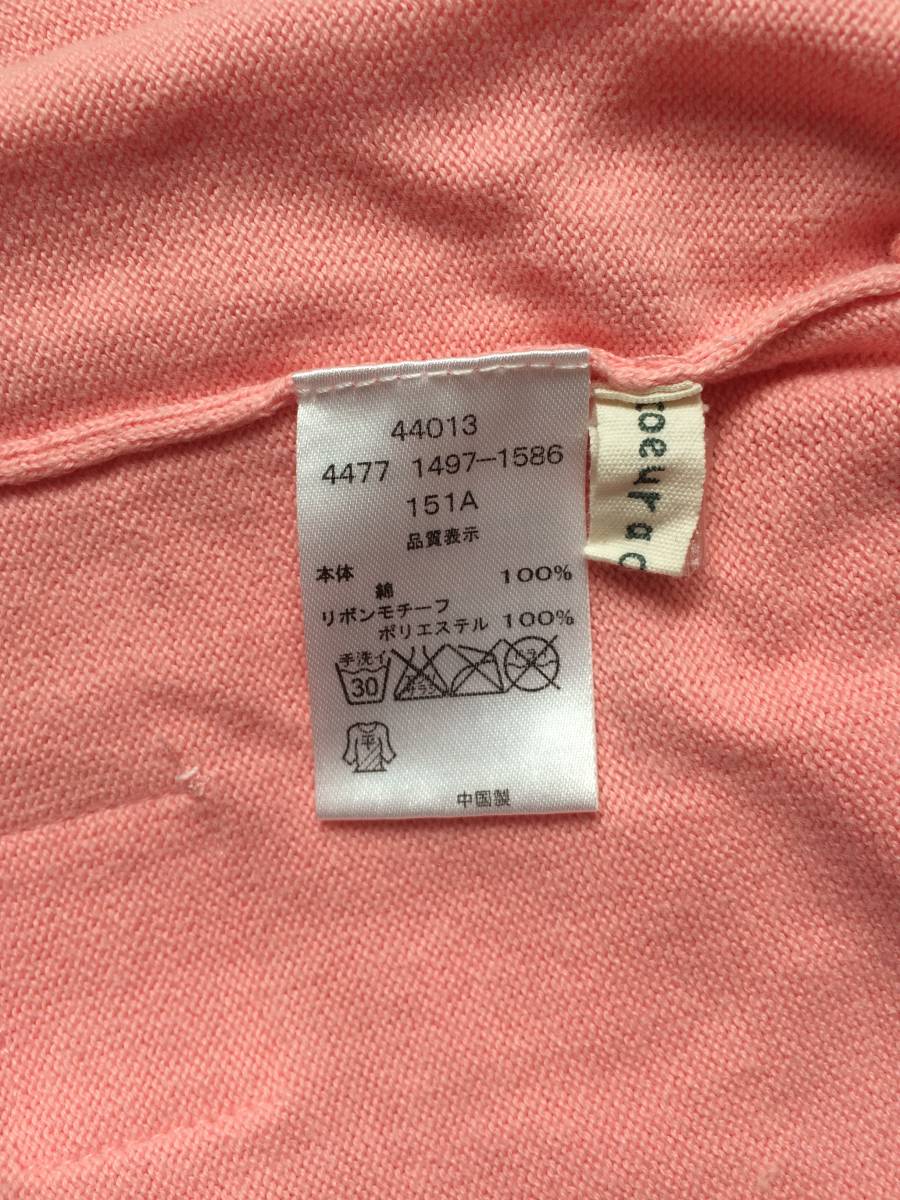 44013
4477 1497-1586
151A
品質表示
本体
綿 100%
リボンモチーフ
ポリエステル 100%
手洗イ
30
平
中国製